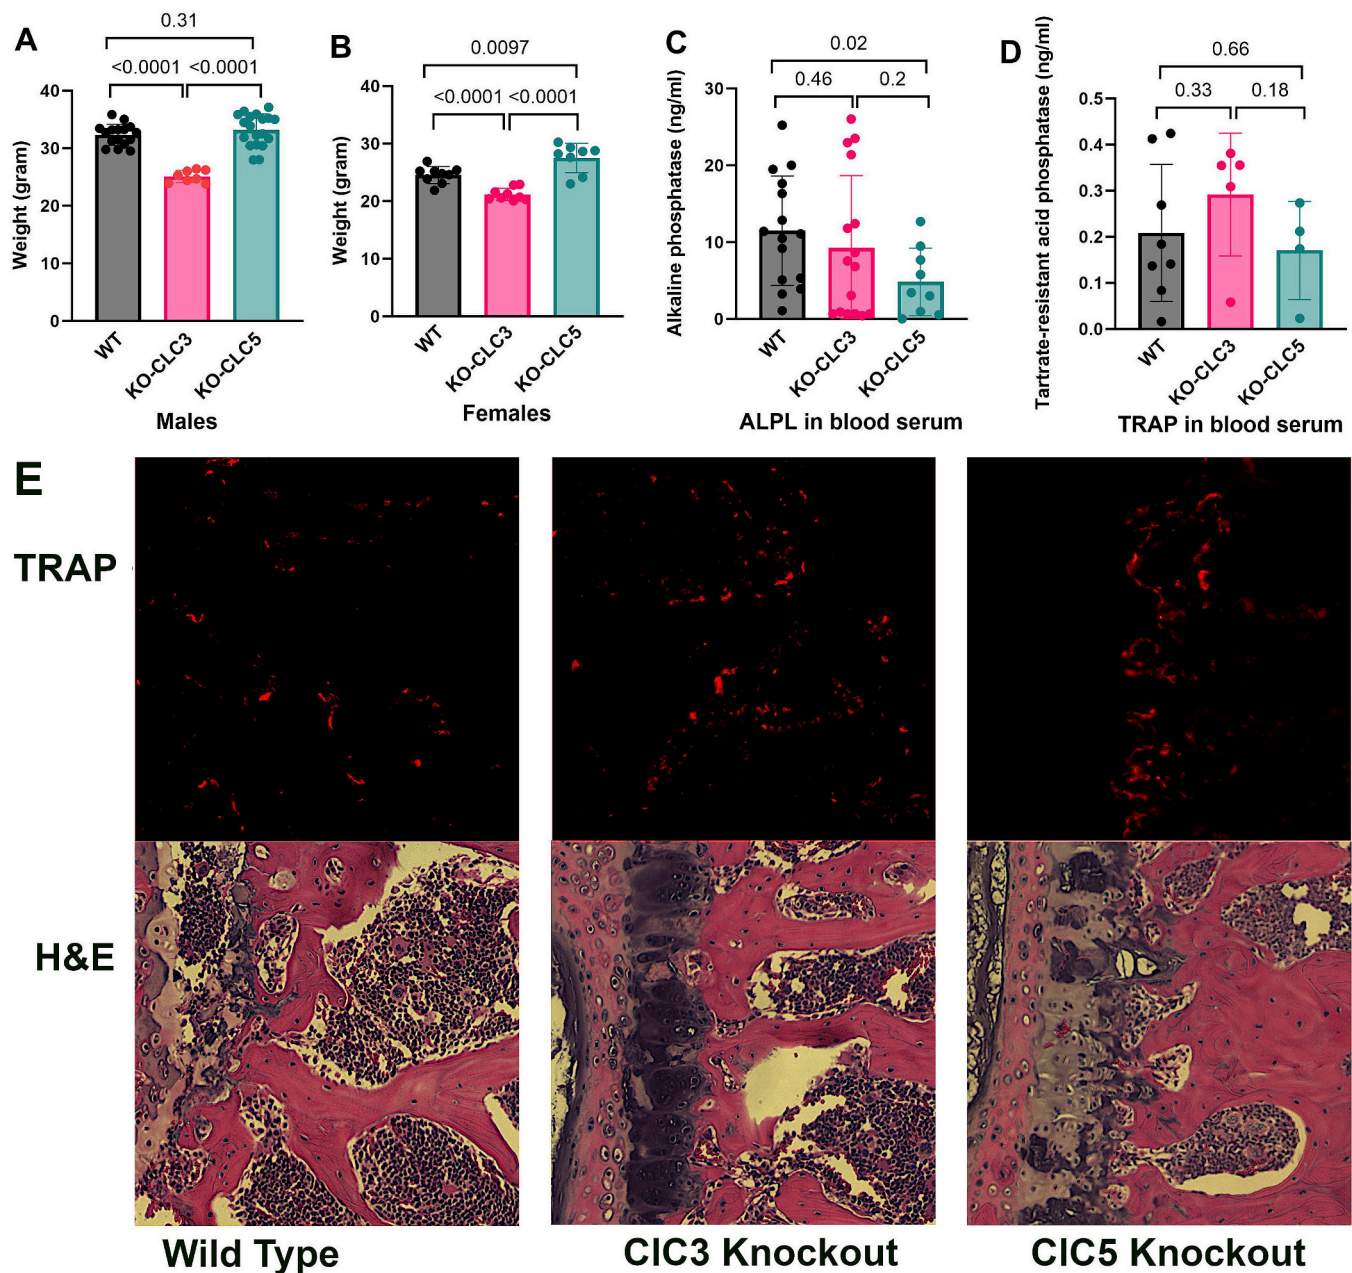 A
0.31
<0.0001 <0.0001
Weight (gram)
40
30
20
10
0
WT
KO-CLC3
KO-CLC5
Males
B
0.0097
<0.0001 <0.0001
Weight (gram)
40
30
20
10
0
WT
KO-CLC3
KO-CLC5
Females
C
0.02
0.46 0.2
Alkaline phosphatase (ng/ml)
30
20
10
0
WT
KO-CLC3
KO-CLC5
ALPL in blood serum
D
0.66
0.33 0.18
Tartrate-resistant acid phosphatase (ng/ml)
0.5
0.4
0.3
0.2
0.1
0.0
WT
KO-CLC3
KO-CLC5
TRAP in blood serum
E
TRAP
H&E
Wild Type
ClC3 Knockout
ClC5 Knockout